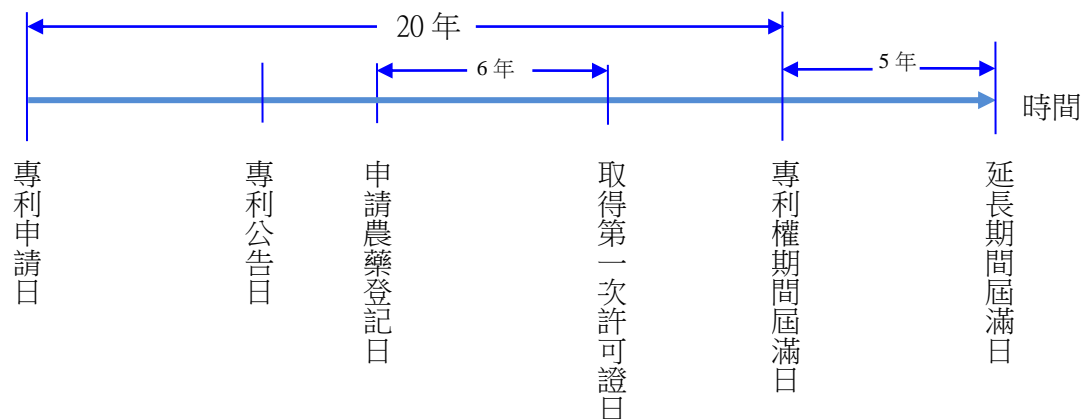 20 年
6 年
5 年
時間
專利申請日
專利公告日
申請農藥登記日
取得第一次許可證日
專利權期間屆滿日
延長期間屆滿日